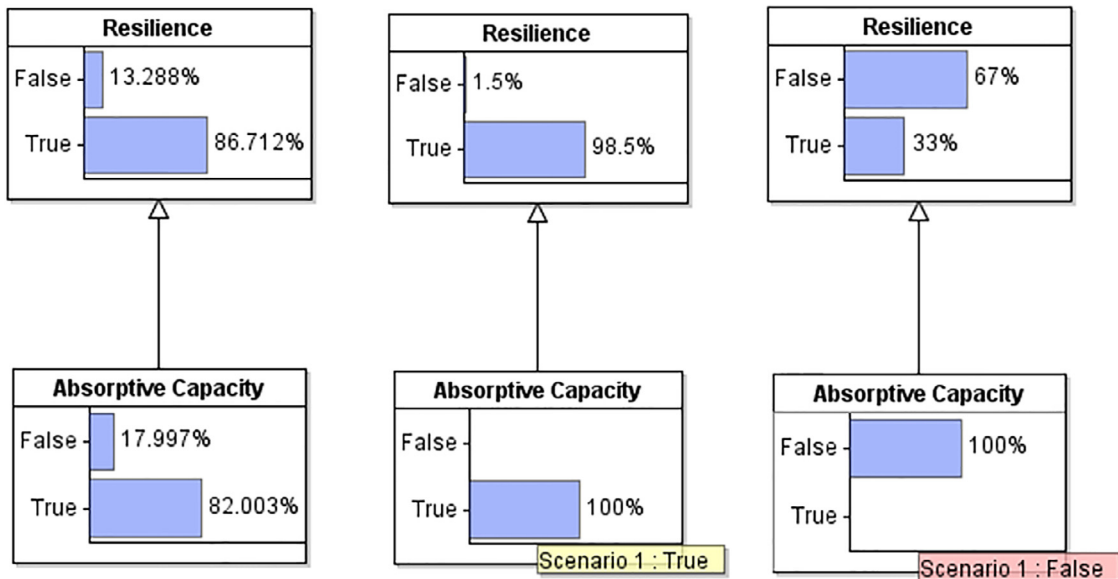 Resilience
False 13.288%
True 86.712%
Absorptive Capacity
False 17.997%
True 82.003%
Resilience
False 1.5%
True 98.5%
Absorptive Capacity
False
True 100%
Scenario 1 : True
Resilience
False 67%
True 33%
Absorptive Capacity
False 100%
True
Scenario 1 : False